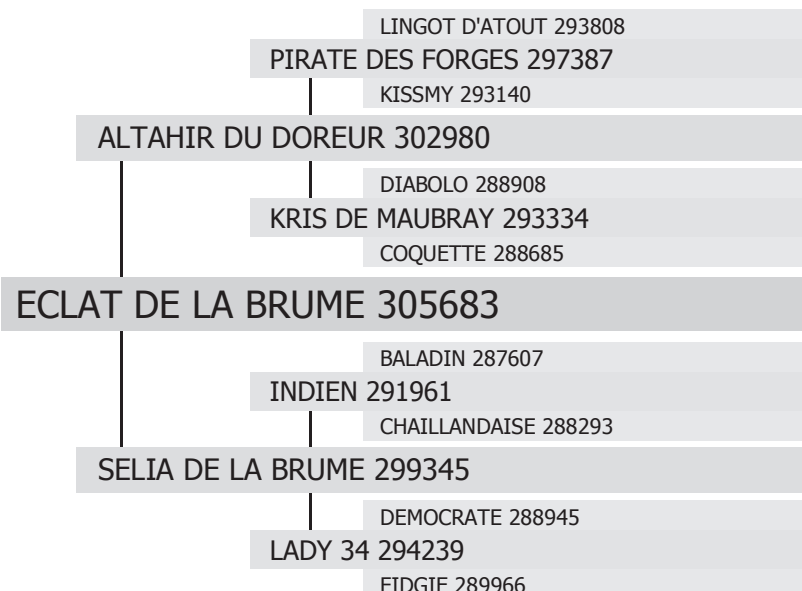 LINGOT D'ATOUT 293808
PIRATE DES FORGES 297387
KISSMY 293140
ALTAHIR DU DOREUR 302980
DIABOLO 288908
KRIS DE MAUBRAY 293334
COQUETTE 288685
ECLAT DE LA BRUME 305683
BALADIN 287607
INDIEN 291961
CHAILLANDAISE 288293
SELIA DE LA BRUME 299345
DEMOCRATE 288945
LADY 34 294239
FIDGIE 289966